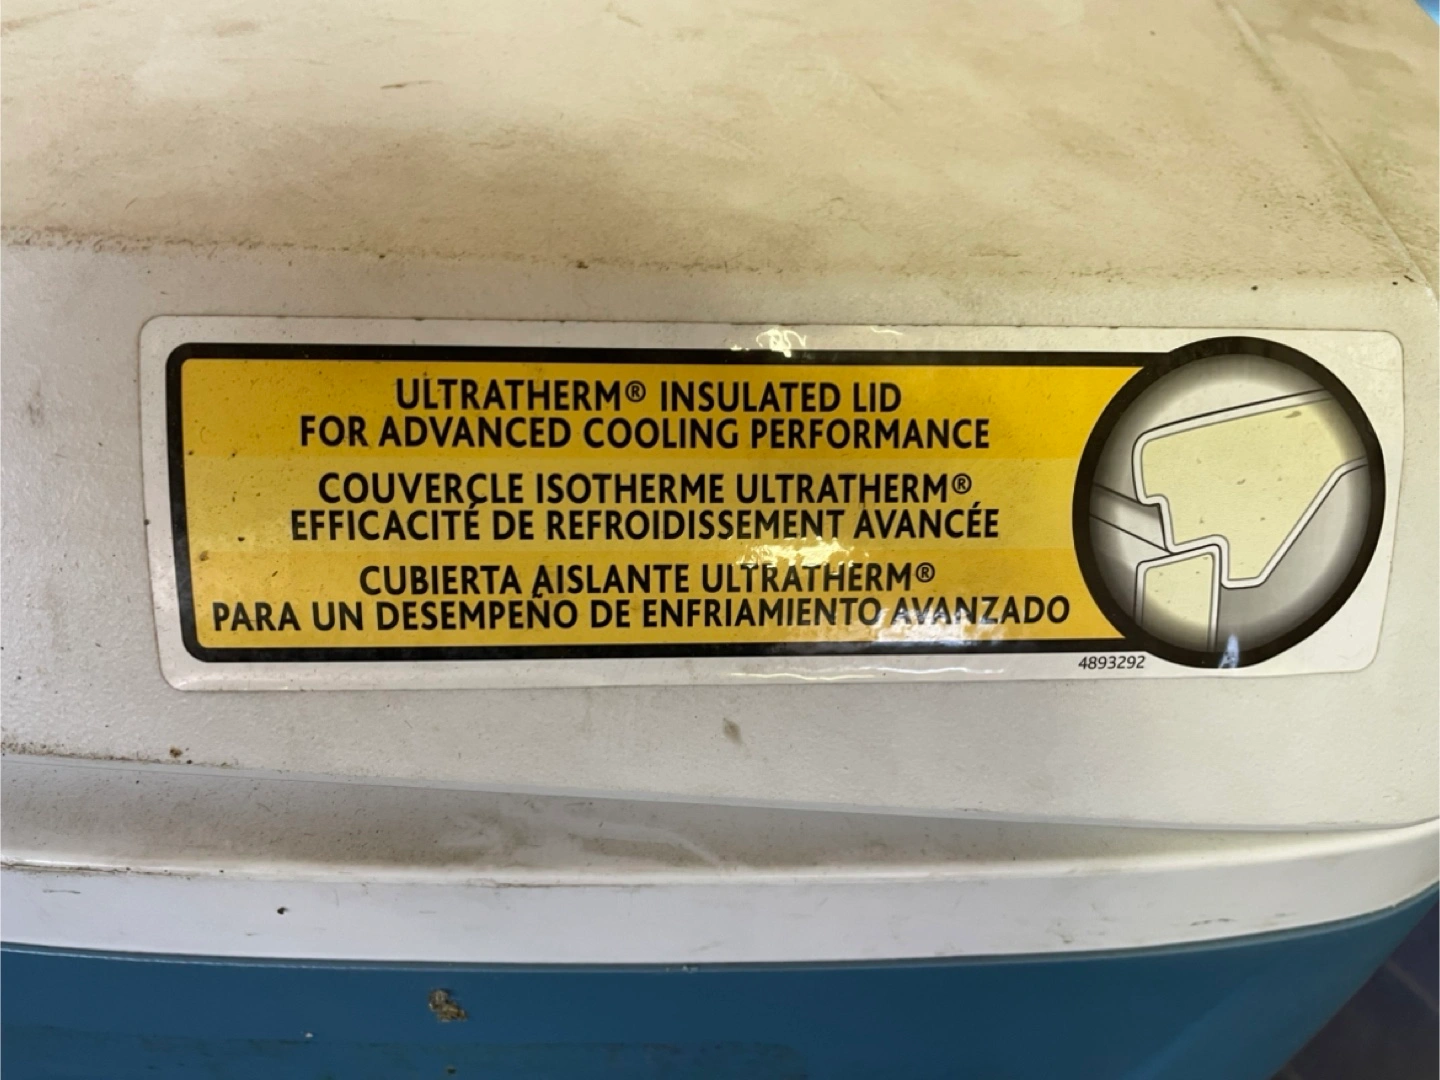 ULTRATHERM® INSULATED LID
FOR ADVANCED COOLING PERFORMANCE
COUVERCLE ISOTHERME ULTRATHERM®
EFFICACITÉ DE REFROIDISSEMENT AVANCÉE
CUBIERTA AISLANTE ULTRATHERM®
PARA UN DESEMPEÑO DE ENFRIAMIENTO AVANZADO
4893292